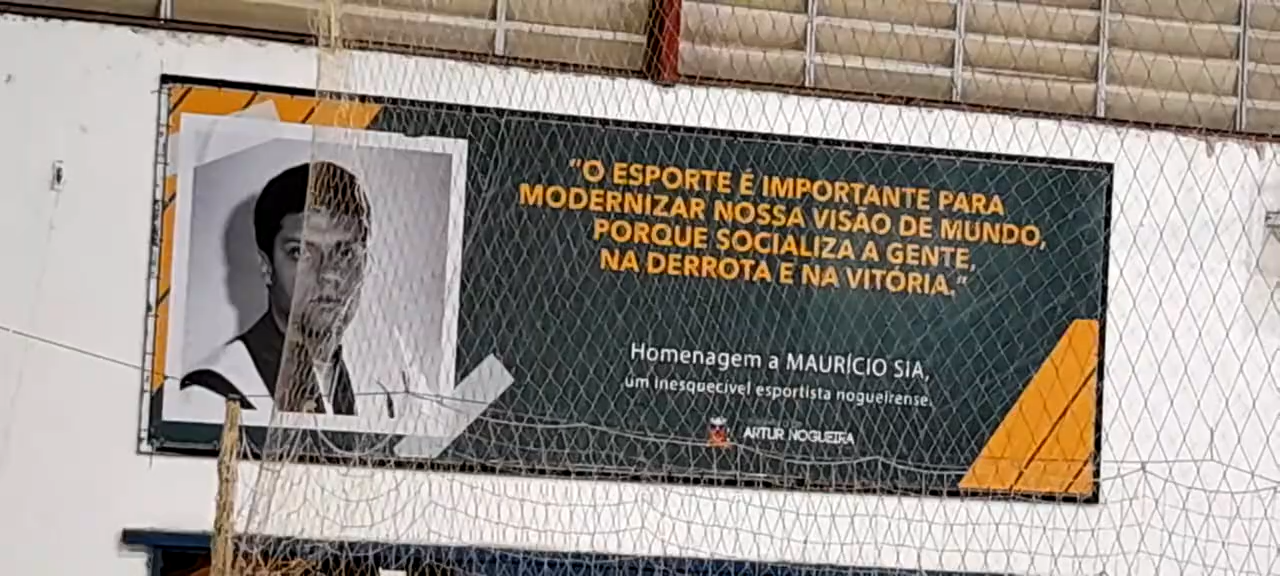 “O ESPORTE É IMPORTANTE PARA
MODERNIZAR NOSSA VISÃO DE MUNDO,
PORQUE SOCIALIZA A GENTE,
NA DERROTA E NA VITÓRIA.”
Homenagem a MAURÍCIO SIA,
um inesquecível esportista nogueirense.
ARTUR NOGUEIRA